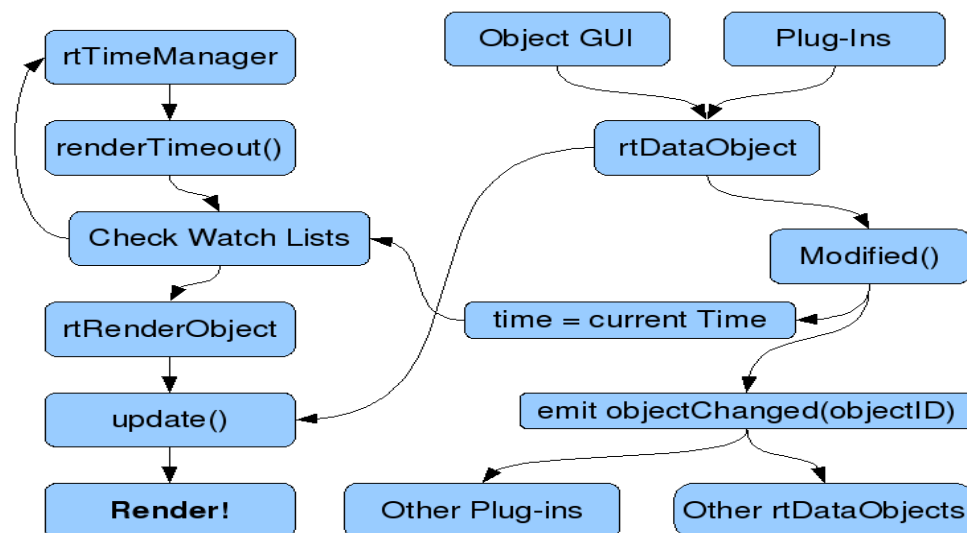 Object GUI
Plug-Ins
rtTimeManager
renderTimeout()
rtDataObject
Check Watch Lists
Modified()
time = current Time
rtRenderObject
update()
emit objectChanged(objectID)
Render!
Other Plug-ins
Other rtDataObjects